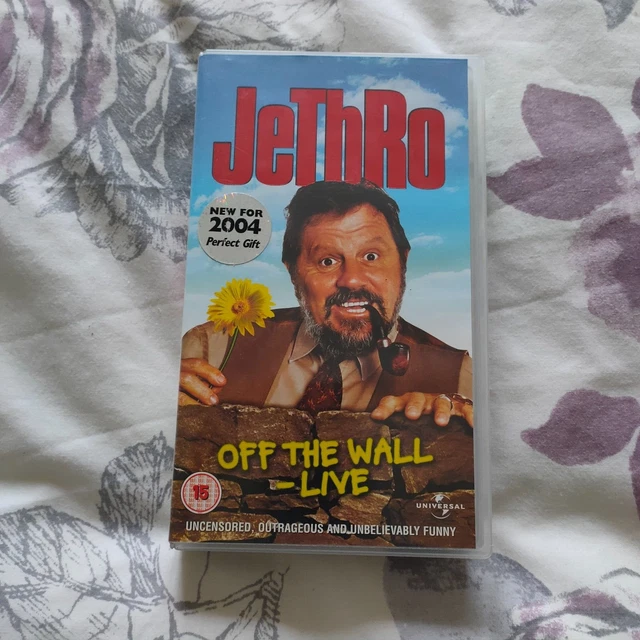 JeThRo
NEW FOR
2004
Perfect Gift
OFF THE WALL
-LIVE
15
UNIVERSAL
UNCENSORED, OUTRAGEOUS AND UNBELIEVABLY FUNNY